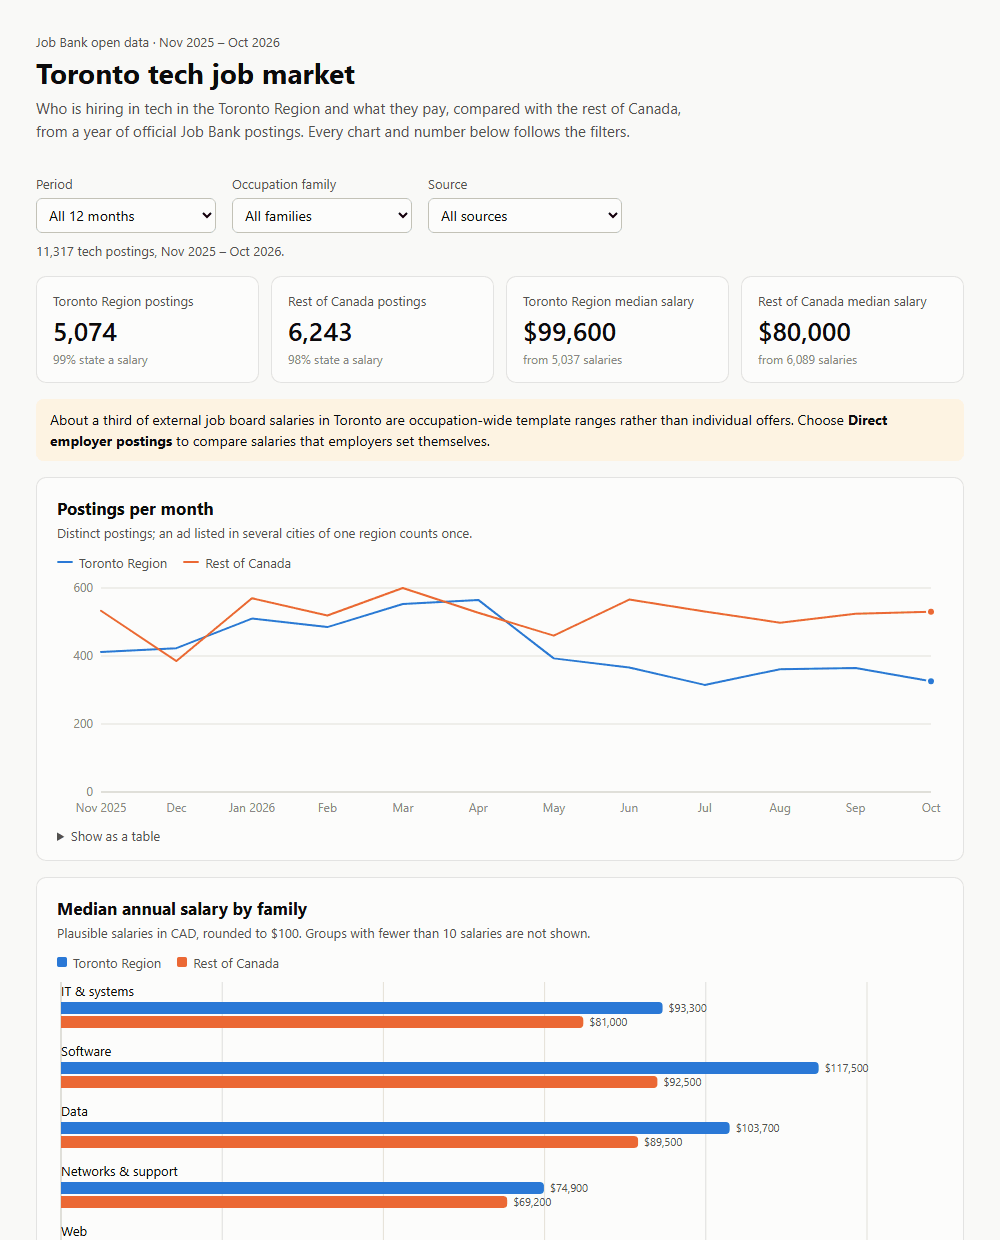 Job Bank open data · Nov 2025 – Oct 2026
Toronto tech job market
Who is hiring in tech in the Toronto Region and what they pay, compared with the rest of Canada,
from a year of official Job Bank postings. Every chart and number below follows the filters.
Period
Occupation family
Source
All 12 months
All families
All sources
11,317 tech postings, Nov 2025 – Oct 2026.
Toronto Region postings
5,074
99% state a salary
Rest of Canada postings
6,243
98% state a salary
Toronto Region median salary
$99,600
from 5,037 salaries
Rest of Canada median salary
$80,000
from 6,089 salaries
About a third of external job board salaries in Toronto are occupation-wide template ranges rather than individual offers. Choose Direct
employer postings to compare salaries that employers set themselves.
Postings per month
Distinct postings; an ad listed in several cities of one region counts once.
Toronto Region
Rest of Canada
600
400
200
0
Nov 2025
Dec
Jan 2026
Feb
Mar
Apr
May
Jun
Jul
Aug
Sep
Oct
Show as a table
Median annual salary by family
Plausible salaries in CAD, rounded to $100. Groups with fewer than 10 salaries are not shown.
Toronto Region
Rest of Canada
IT & systems
$93,300
$81,000
Software
$117,500
$92,500
Data
$103,700
$89,500
Networks & support
$74,900
$69,200
Web